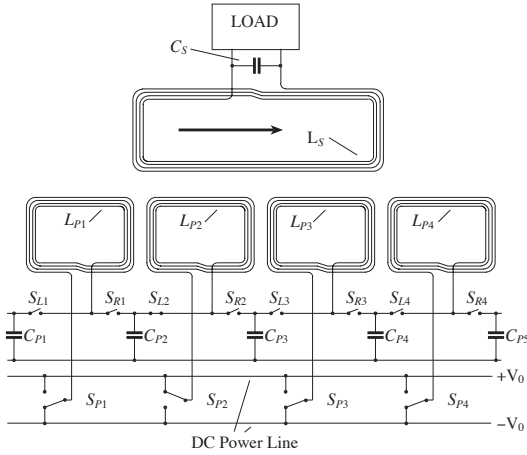 LOAD
C_S
L_S
L_P1 L_P2 L_P3 L_P4
S_L1 S_R1 S_L2 S_R2 S_L3 S_R3 S_L4 S_R4
C_P1 C_P2 C_P3 C_P4 C_P5
+V_0
S_P1 S_P2 S_P3 S_P4
−V_0
DC Power Line